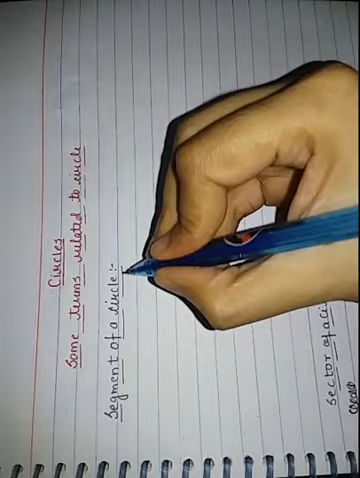 Circles
Some terms related to circle
Segment of a circle:-
Sector of a Ci